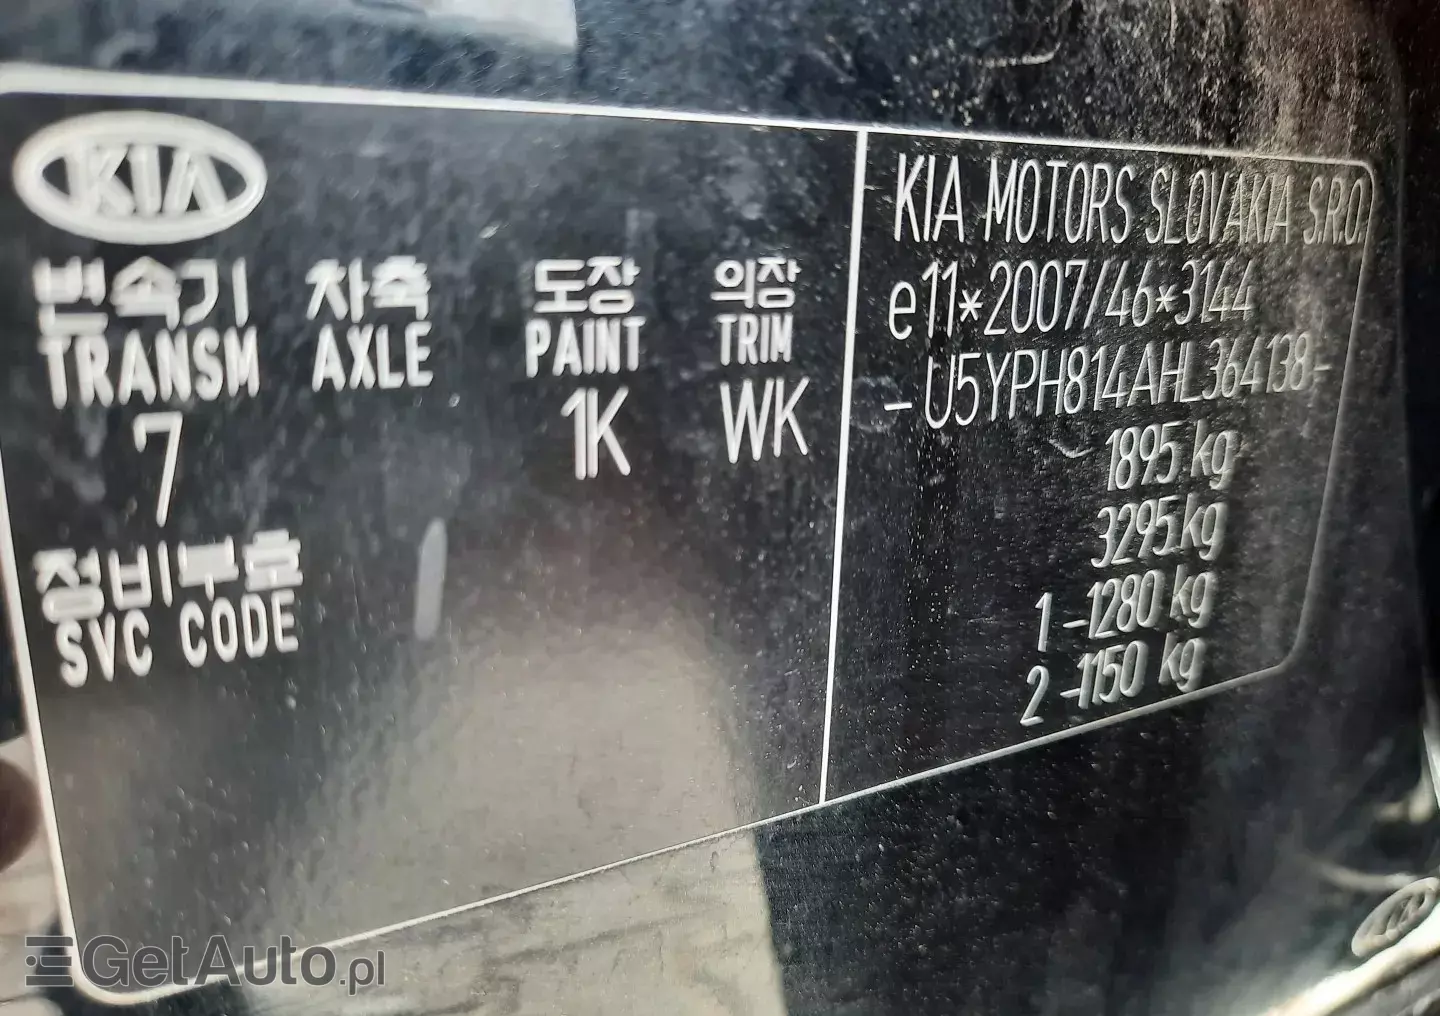 KIA
변속기 차축 도장 의장
TRANSM AXLE PAINT TRIM
7 1K WK
정비부호
SVC CODE
KIA MOTORS SLOVAKIA S.R.O.
e11*2007/46*3144
-U5YPH814AHL364138-
1895 kg
3295 kg
1-1280 kg
2-1150 kg
GetAuto.pl